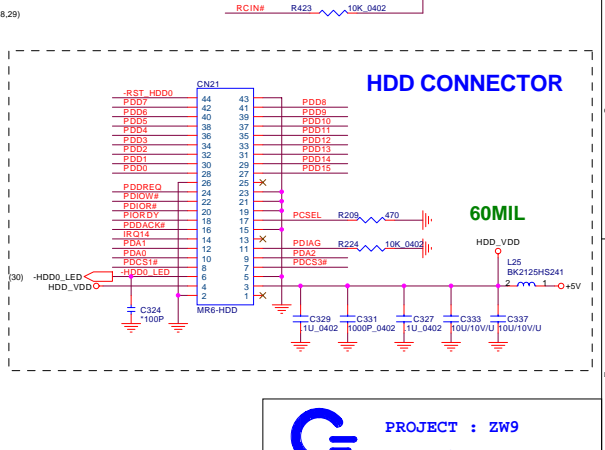 8,29)
RCIN# R423 10K_0402
HDD CONNECTOR
CN21
-RST_HDD0 44 43
PDD7 42 41 PDD8
PDD6 40 39 PDD9
PDD5 38 37 PDD10
PDD4 36 35 PDD11
PDD3 34 33 PDD12
PDD2 32 31 PDD13
PDD1 30 29 PDD14
PDD0 28 27 PDD15
26 25
PDDREQ 24 23
PDIOW# 22 21
PDIOR# 20 19
PIORDY 18 17 PCSEL R209 470
PDDACK# 16 15
IRQ14 14 13
PDA1 12 11 PDIAG R224 10K_0402
PDA0 10 9 PDA2
PDCS1# 8 7 PDCS3#
(30) -HDD0_LED -HDD0_LED 6 5
HDD_VDD 4 3
2 1
MR6-HDD
C324
*100P
60MIL
HDD_VDD
L25
BK2125HS241
2 1 +5V
C329 C331 C327 C333 C337
.1U_0402 1000P_0402 .1U_0402 10U/10V/U 10U/10V/U
PROJECT : ZW9